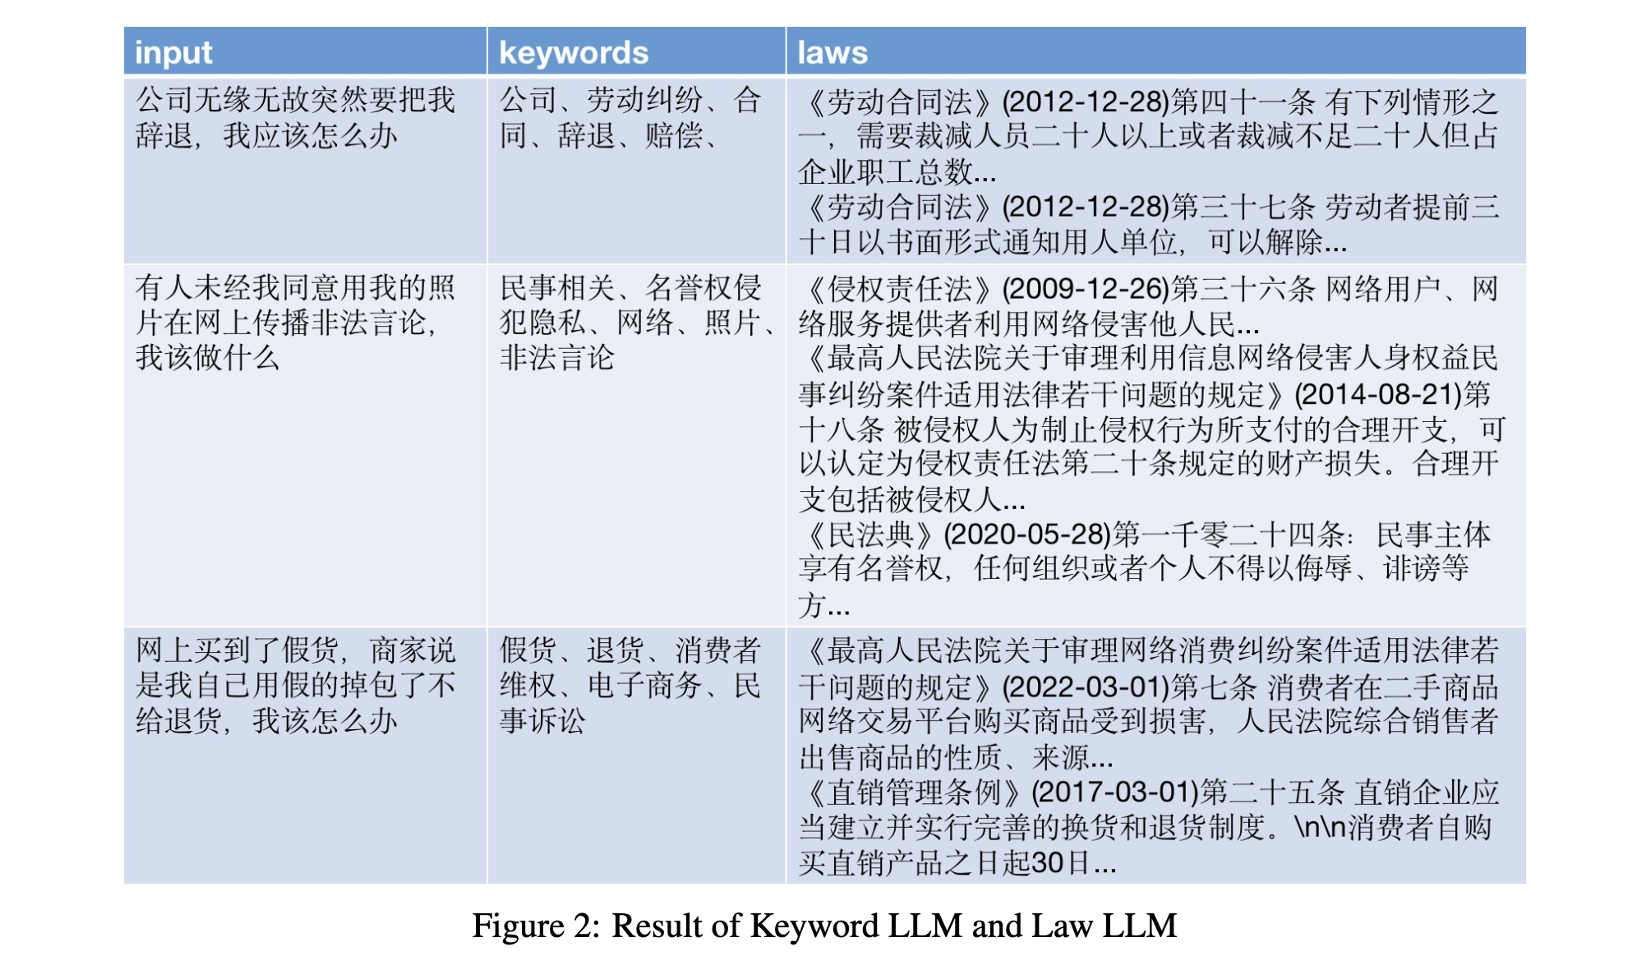 input
keywords
laws
公司无缘无故突然要把我
辞退，我应该怎么办
公司、劳动纠纷、合
同、辞退、赔偿、
《劳动合同法》(2012-12-28)第四十一条 有下列情形之
一，需要裁减人员二十人以上或者裁减不足二十人但占
企业职工总数...
《劳动合同法》(2012-12-28)第三十七条 劳动者提前三
十日以书面形式通知用人单位，可以解除...
有人未经我同意用我的照
片在网上传播非法言论，
我该做什么
民事相关、名誉权侵
犯隐私、网络、照片、
非法言论
《侵权责任法》(2009-12-26)第三十六条 网络用户、网
络服务提供者利用网络侵害他人民...
《最高人民法院关于审理利用信息网络侵害人身权益民
事纠纷案件适用法律若干问题的规定》(2014-08-21)第
十八条 被侵权人为制止侵权行为所支付的合理开支，可
以认定为侵权责任法第二十条规定的财产损失。合理开
支包括被侵权人...
《民法典》(2020-05-28)第一千零二十四条：民事主体
享有名誉权，任何组织或者个人不得以侮辱、诽谤等
方...
网上买到了假货，商家说
是我自己用假的掉包了不
给退货，我该怎么办
假货、退货、消费者
维权、电子商务、民
事诉讼
《最高人民法院关于审理网络消费纠纷案件适用法律若
干问题的规定》(2022-03-01)第七条 消费者在二手商品
网络交易平台购买商品受到损害，人民法院综合销售者
出售商品的性质、来源...
《直销管理条例》(2017-03-01)第二十五条 直销企业应
当建立并实行完善的换货和退货制度。\n\n消费者自购
买直销产品之日起30日...
Figure 2: Result of Keyword LLM and Law LLM